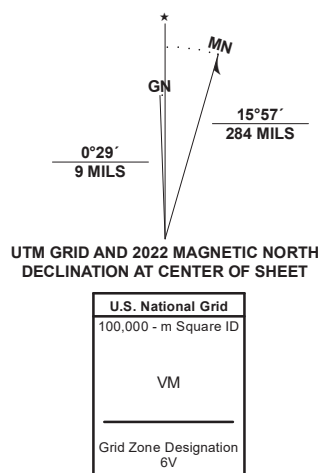 ★
MN
GN
15°57´
284 MILS
0°29´
9 MILS
UTM GRID AND 2022 MAGNETIC NORTH
DECLINATION AT CENTER OF SHEET
U.S. National Grid
100,000 - m Square ID
VM
Grid Zone Designation
6V